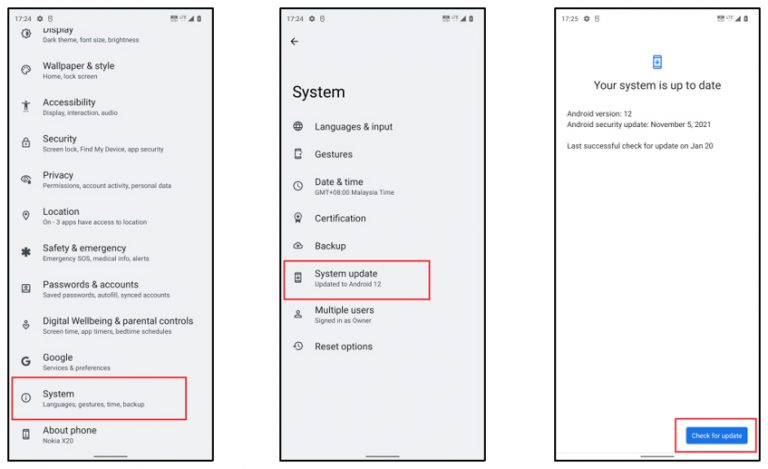 17:24
Display
Dark theme, font size, brightness
Wallpaper & style
Home, lock screen
Accessibility
Display, interaction, audio
Security
Screen lock, Find My Device, app security
Privacy
Permissions, account activity, personal data
Location
On - 3 apps have access to location
Safety & emergency
Emergency SOS, medical info, alerts
Passwords & accounts
Saved passwords, autofill, synced accounts
Digital Wellbeing & parental controls
Screen time, app timers, bedtime schedules
Google
Services & preferences
System
Languages, gestures, time, backup
About phone
Nokia X20
17:24
System
Languages & input
Gestures
Date & time
GMT+08:00 Malaysia Time
Certification
Backup
System update
Updated to Android 12
Multiple users
Signed in as Owner
Reset options
17:25
Your system is up to date
Android version: 12
Android security update: November 5, 2021
Last successful check for update on Jan 20
Check for update